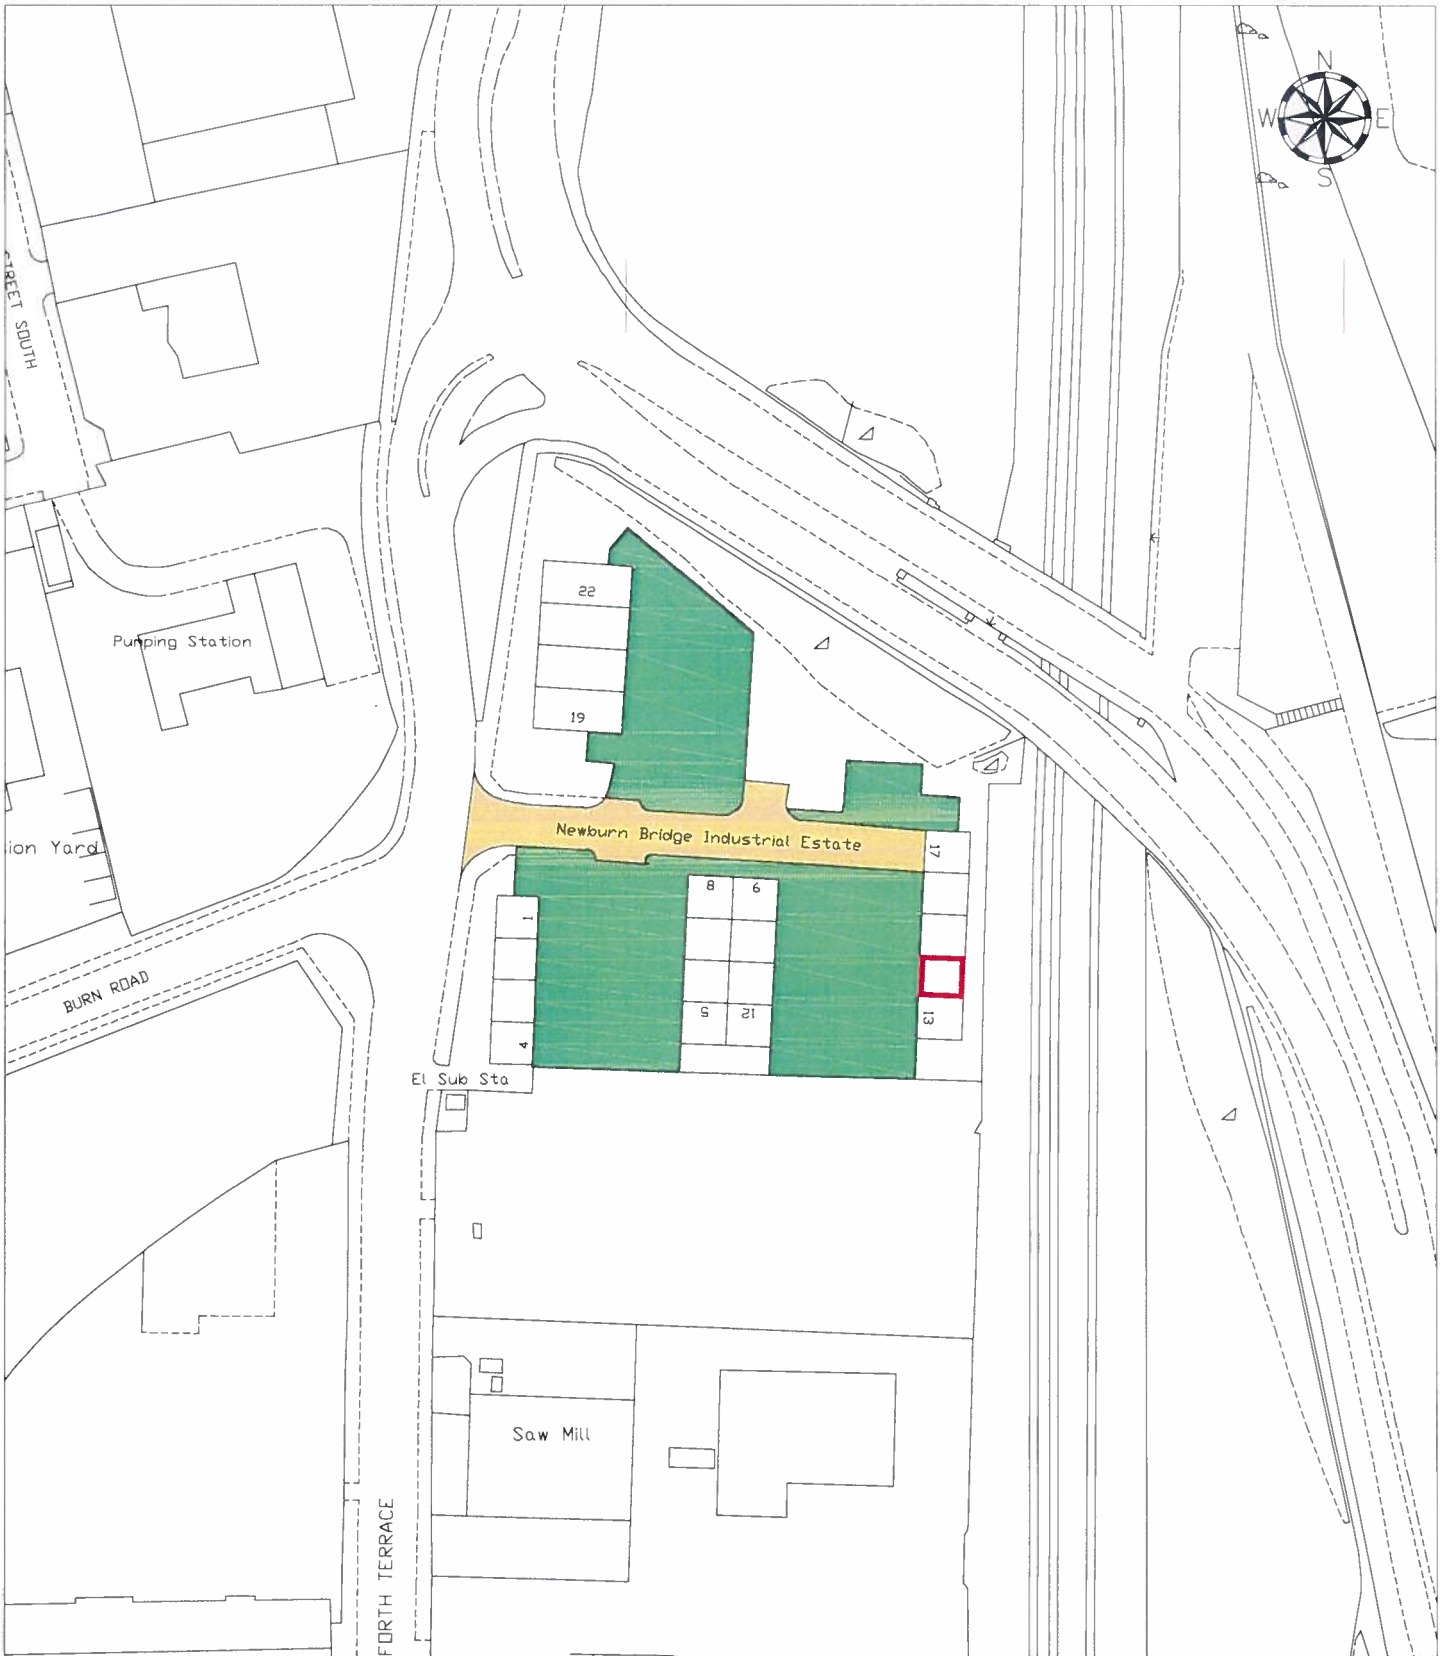 N
W E
S
STREET SOUTH
22
Pumping Station
19
Newburn Bridge Industrial Estate
17
ion Yard
8 9
1
BURN ROAD
5 12
13
4
El Sub Sta
Saw Mill
FORTH TERRACE